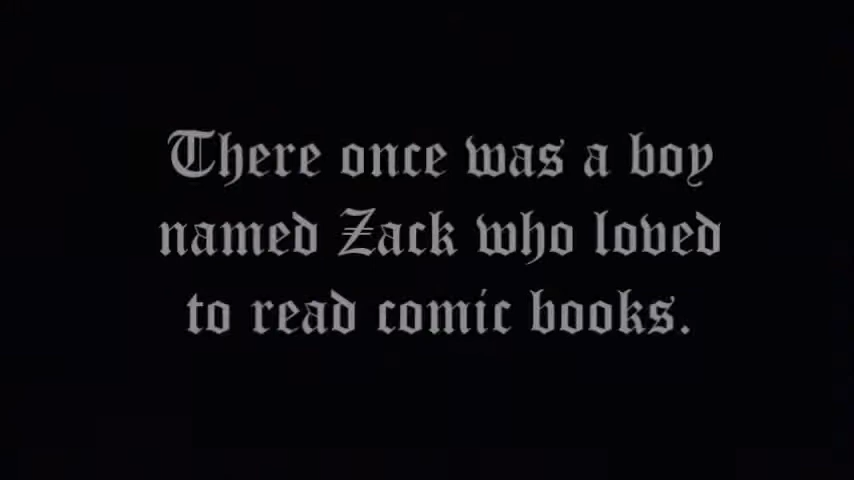 There once was a boy
named Zack who loved
to read comic books.